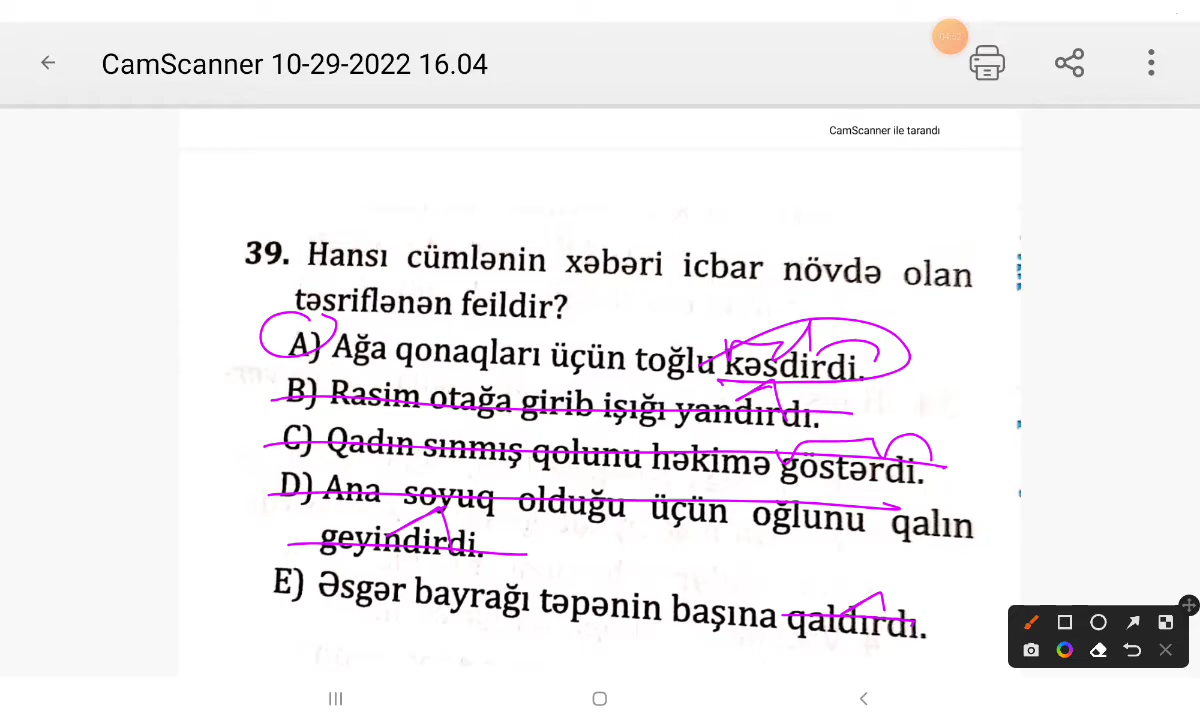 04:32
CamScanner 10-29-2022 16.04
CamScanner ile tarandı
39. Hansı cümlənin xəbəri icbar növdə olan
təsriflənən feildir?
A) Ağa qonaqları üçün toğlu kəsdirdi.
B) Rasim otağa girib işığı yandırdı.
C) Qadın sınmış qolunu həkimə göstərdi.
D) Ana soyuq olduğu üçün oğlunu qalın
geyindirdi.
E) Əsgər bayrağı təpənin başına qaldırdı.